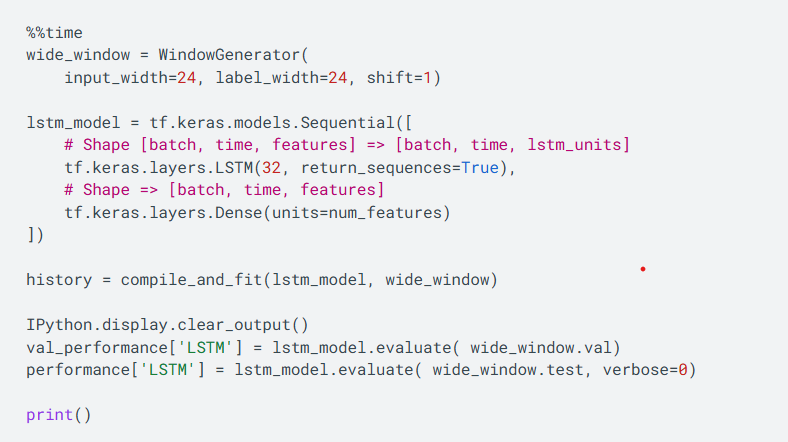 %%time
wide_window = WindowGenerator(
    input_width=24, label_width=24, shift=1)

lstm_model = tf.keras.models.Sequential([
    # Shape [batch, time, features] => [batch, time, lstm_units]
    tf.keras.layers.LSTM(32, return_sequences=True),
    # Shape => [batch, time, features]
    tf.keras.layers.Dense(units=num_features)
])

history = compile_and_fit(lstm_model, wide_window)

IPython.display.clear_output()
val_performance['LSTM'] = lstm_model.evaluate( wide_window.val)
performance['LSTM'] = lstm_model.evaluate( wide_window.test, verbose=0)

print()